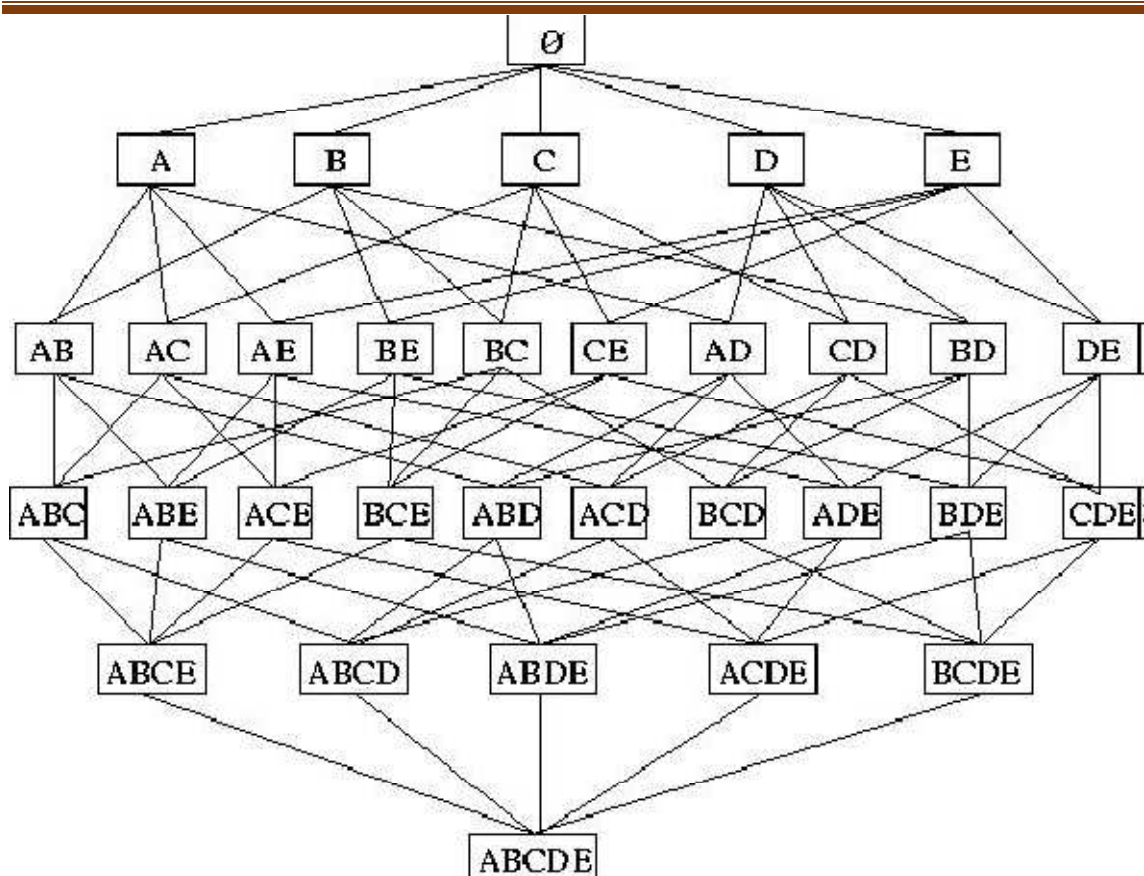 Ø
A B C D E
AB AC AE BE BC CE AD CD BD DE
ABC ABE ACE BCE ABD ACD BCD ADE BDE CDE
ABCE ABCD ABDE ACDE BCDE
ABCDE